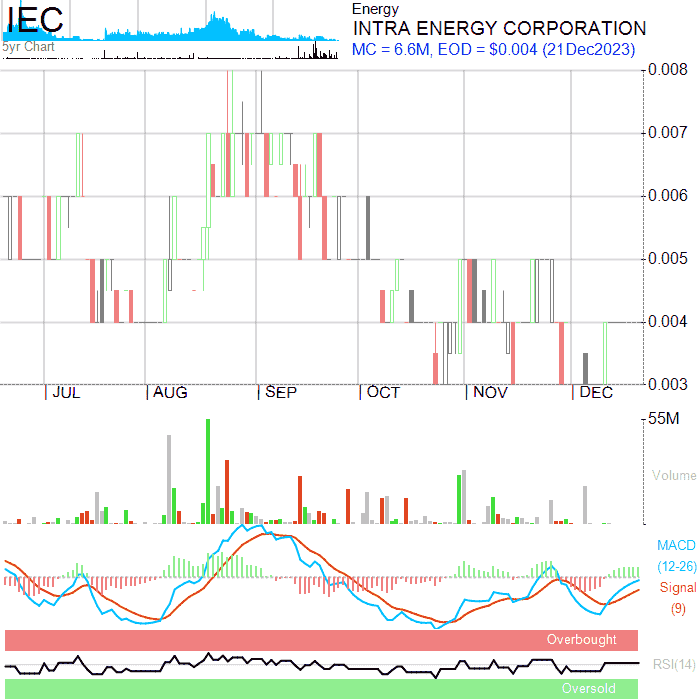 IEC
5yr Chart
Energy
INTRA ENERGY CORPORATION
MC = 6.6M, EOD = $0.004 (21Dec2023)
0.008
0.007
0.006
0.005
0.004
0.003
JUL AUG SEP OCT NOV DEC
55M
Volume
MACD
(12-26)
Signal
(9)
Overbought
RSI(14)
Oversold